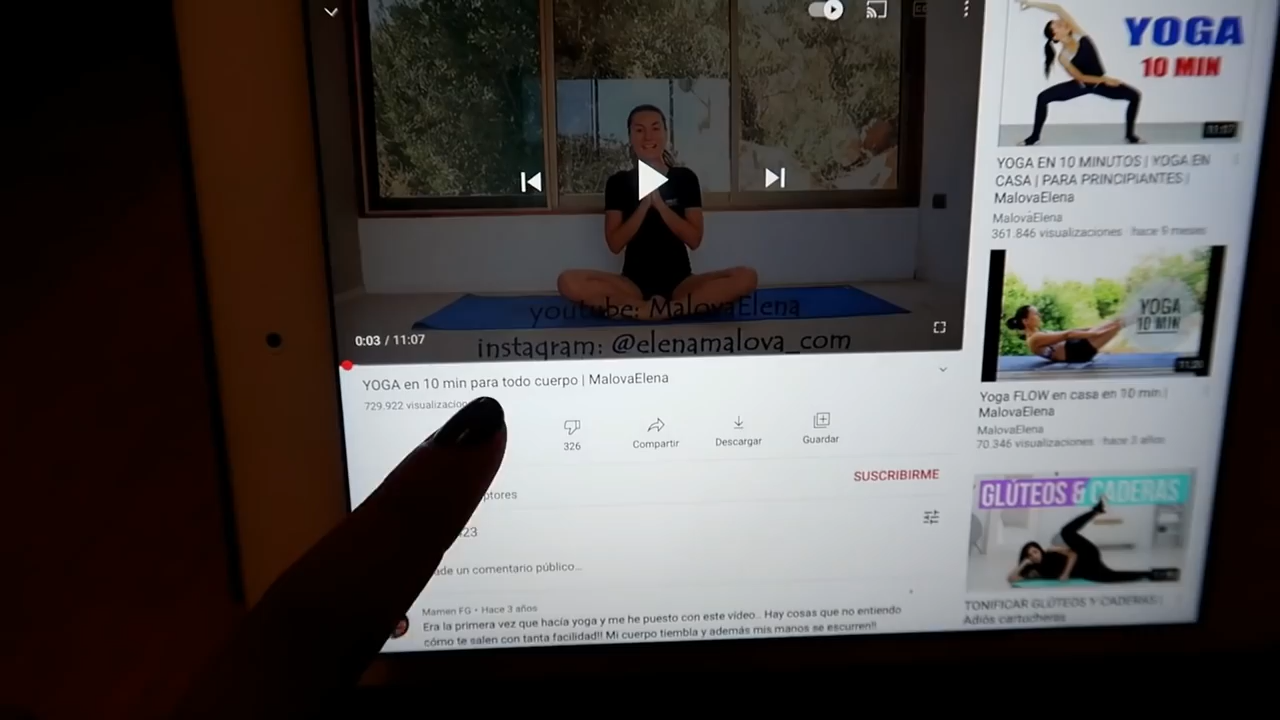 youtube: MalovaElena
instagram: @elenamalova_com
0:03 / 11:07
YOGA en 10 min para todo cuerpo | MalovaElena
729.922
326
Compartir
Descargar
Guardar
SUSCRIBIRME
comentario público...
Mamen FG • Hace 3 años
Era la primera vez que hacía yoga y me he puesto con este vídeo.. Hay cosas que no entiendo
cómo te salen con tanta facilidad!! Mi cuerpo tiembla y además mis manos se escurren!!
YOGA
10 MIN
11:07
YOGA EN 10 MINUTOS | YOGA EN
CASA | PARA PRINCIPIANTES |
MalovaElena
MalovaElena
361.846 visualizaciones hace 9 meses
YOGA
10 MIN
Yoga FLOW en casa en 10 min |
MalovaElena
MalovaElena
70.346 visualizaciones hace 3 años
GLÚTEOS & CADERAS
TONIFICAR GLÚTEOS Y CADERAS |
Adiós cartucheras